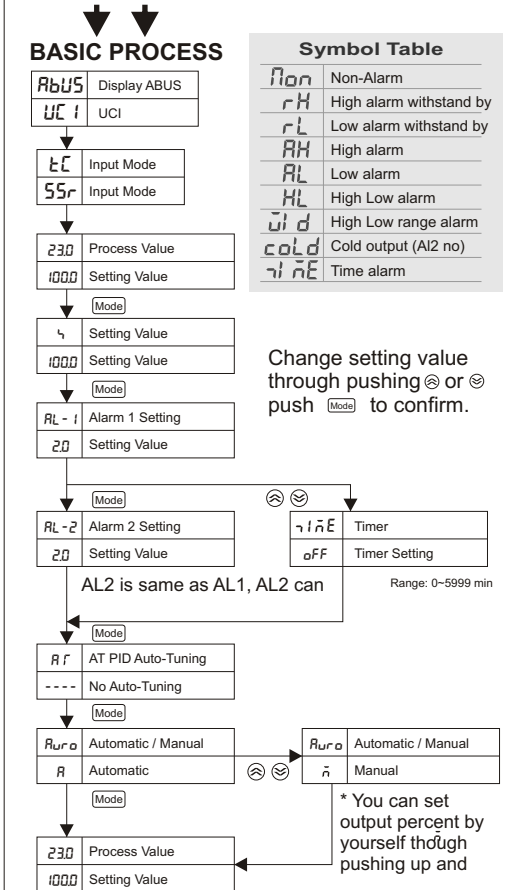 BASIC PROCESS
AbUS Display ABUS
UC1 UCI
tC Input Mode
SSr Input Mode
23.0 Process Value
100.0 Setting Value
Mode
Setting Value
100.0 Setting Value
Mode
AL-1 Alarm 1 Setting
2.0 Setting Value
Mode
AL-2 Alarm 2 Setting
2.0 Setting Value
Timer
oFF Timer Setting
Range: 0~5999 min
AL2 is same as AL1, AL2 can
Mode
AT AT PID Auto-Tuning
---- No Auto-Tuning
Mode
Auro Automatic / Manual
A Automatic
Auro Automatic / Manual
Manual
Mode
* You can set
output percent by
yourself though
pushing up and
23.0 Process Value
100.0 Setting Value
Symbol Table
Non Non-Alarm
rH High alarm withstand by
rL Low alarm withstand by
AH High alarm
AL Low alarm
HL High Low alarm
High Low range alarm
coLd Cold output (Al2 no)
Time alarm
Change setting value
through pushing or
push Mode to confirm.